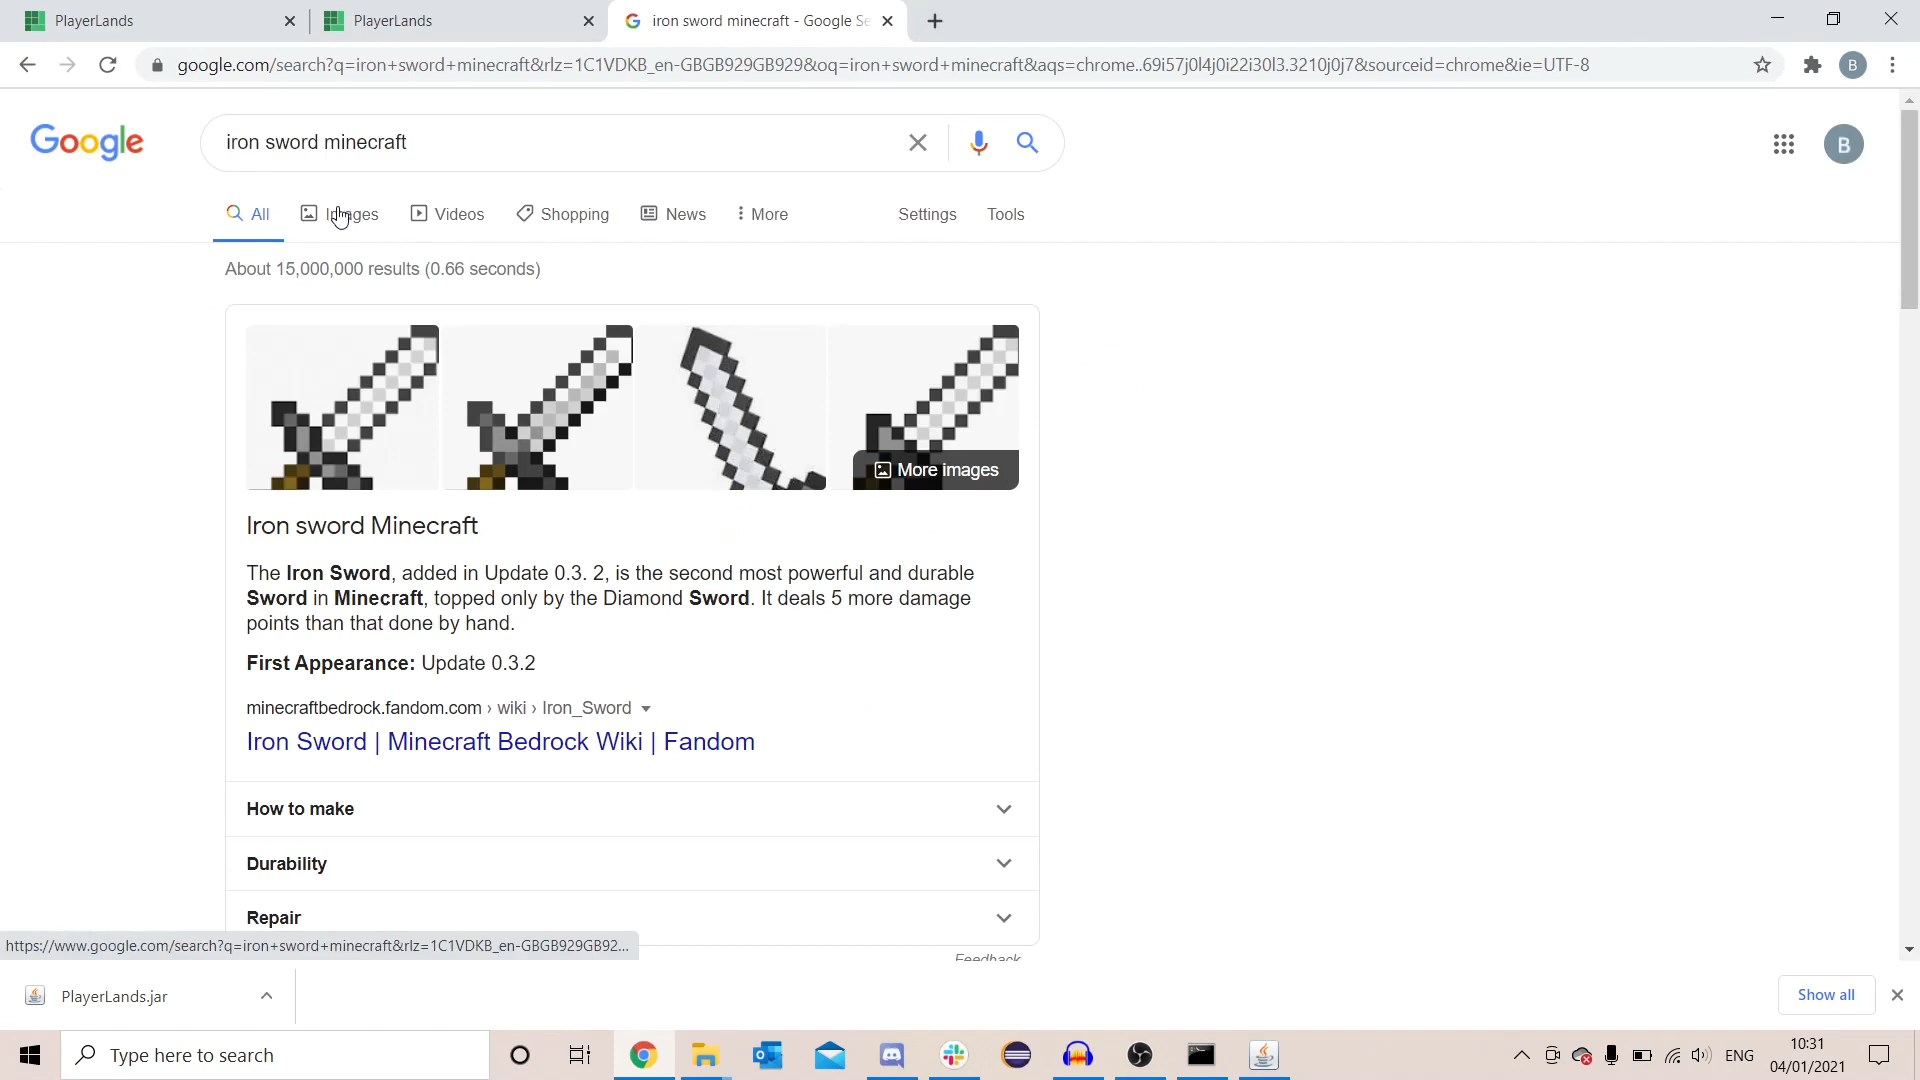 PlayerLands
PlayerLands
iron sword minecraft - Google Se
google.com/search?q=iron+sword+minecraft&rlz=1C1VDKB_en-GBGB929GB929&oq=iron+sword+minecraft&aqs=chrome..69i57j0l4j0i22i30l3.3210j0j7&sourceid=chrome&ie=UTF-8
B
Google
iron sword minecraft
B
All
Images
Videos
Shopping
News
More
Settings
Tools
About 15,000,000 results (0.66 seconds)
More images
Iron sword Minecraft
The Iron Sword, added in Update 0.3. 2, is the second most powerful and durable
Sword in Minecraft, topped only by the Diamond Sword. It deals 5 more damage
points than that done by hand.
First Appearance: Update 0.3.2
minecraftbedrock.fandom.com › wiki › Iron_Sword
Iron Sword | Minecraft Bedrock Wiki | Fandom
How to make
Durability
Repair
https://www.google.com/search?q=iron+sword+minecraft&rlz=1C1VDKB_en-GBGB929GB92...
Feedback
PlayerLands.jar
Show all
Type here to search
ENG
10:31
04/01/2021